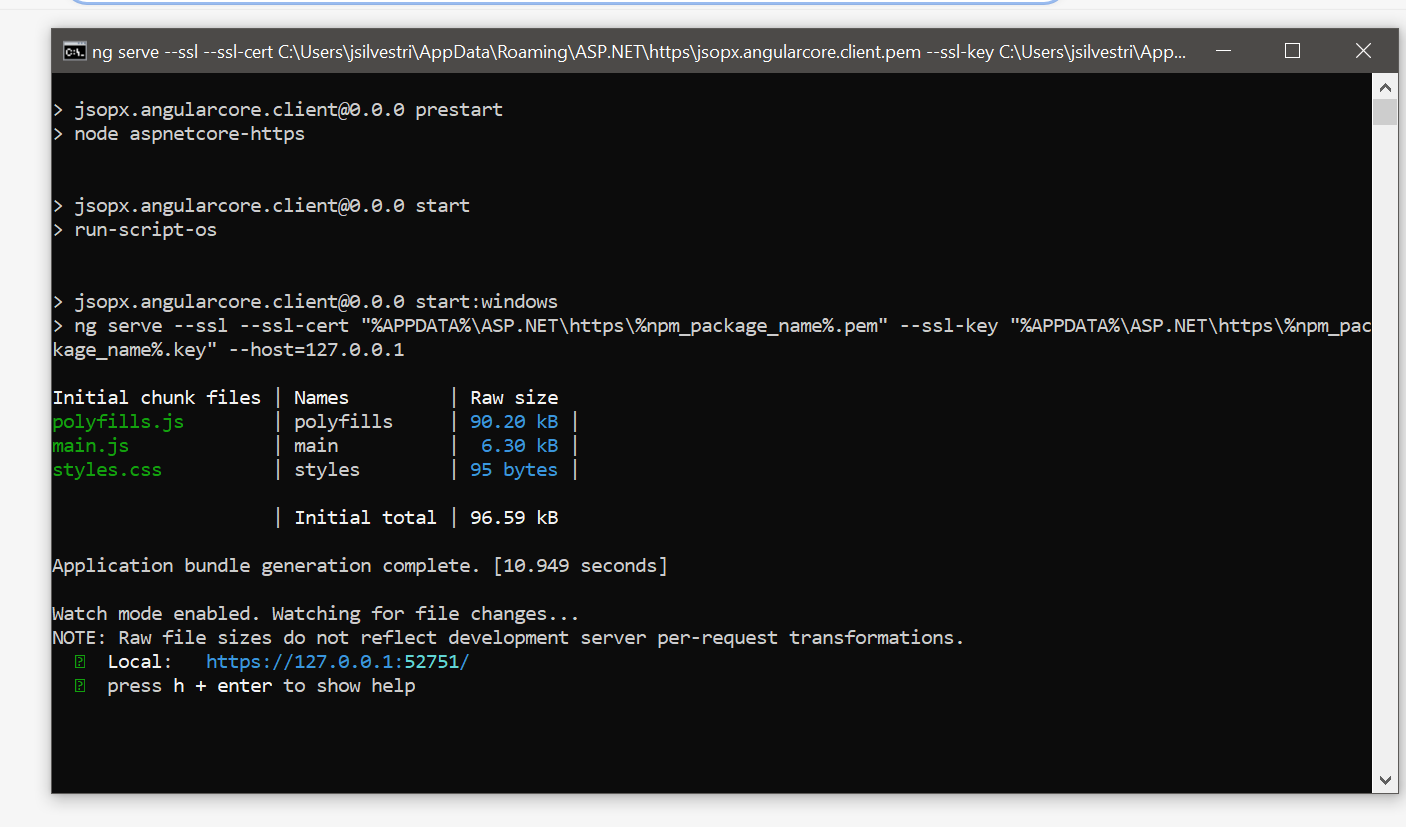 ng serve --ssl --ssl-cert C:\Users\jsilvestri\AppData\Roaming\ASP.NET\https\jsopx.angularcore.client.pem --ssl-key C:\Users\jsilvestri\App...
> jsopx.angularcore.client@0.0.0 prestart
> node aspnetcore-https
> jsopx.angularcore.client@0.0.0 start
> run-script-os
> jsopx.angularcore.client@0.0.0 start:windows
> ng serve --ssl --ssl-cert "%APPDATA%\ASP.NET\https\%npm_package_name%.pem" --ssl-key "%APPDATA%\ASP.NET\https\%npm_pac
kage_name%.key" --host=127.0.0.1
Initial chunk files | Names         | Raw size
polyfills.js        | polyfills     | 90.20 kB |
main.js             | main          |  6.30 kB |
styles.css          | styles        | 95 bytes |
                    | Initial total | 96.59 kB
Application bundle generation complete. [10.949 seconds]
Watch mode enabled. Watching for file changes...
NOTE: Raw file sizes do not reflect development server per-request transformations.
Local:   https://127.0.0.1:52751/
press h + enter to show help